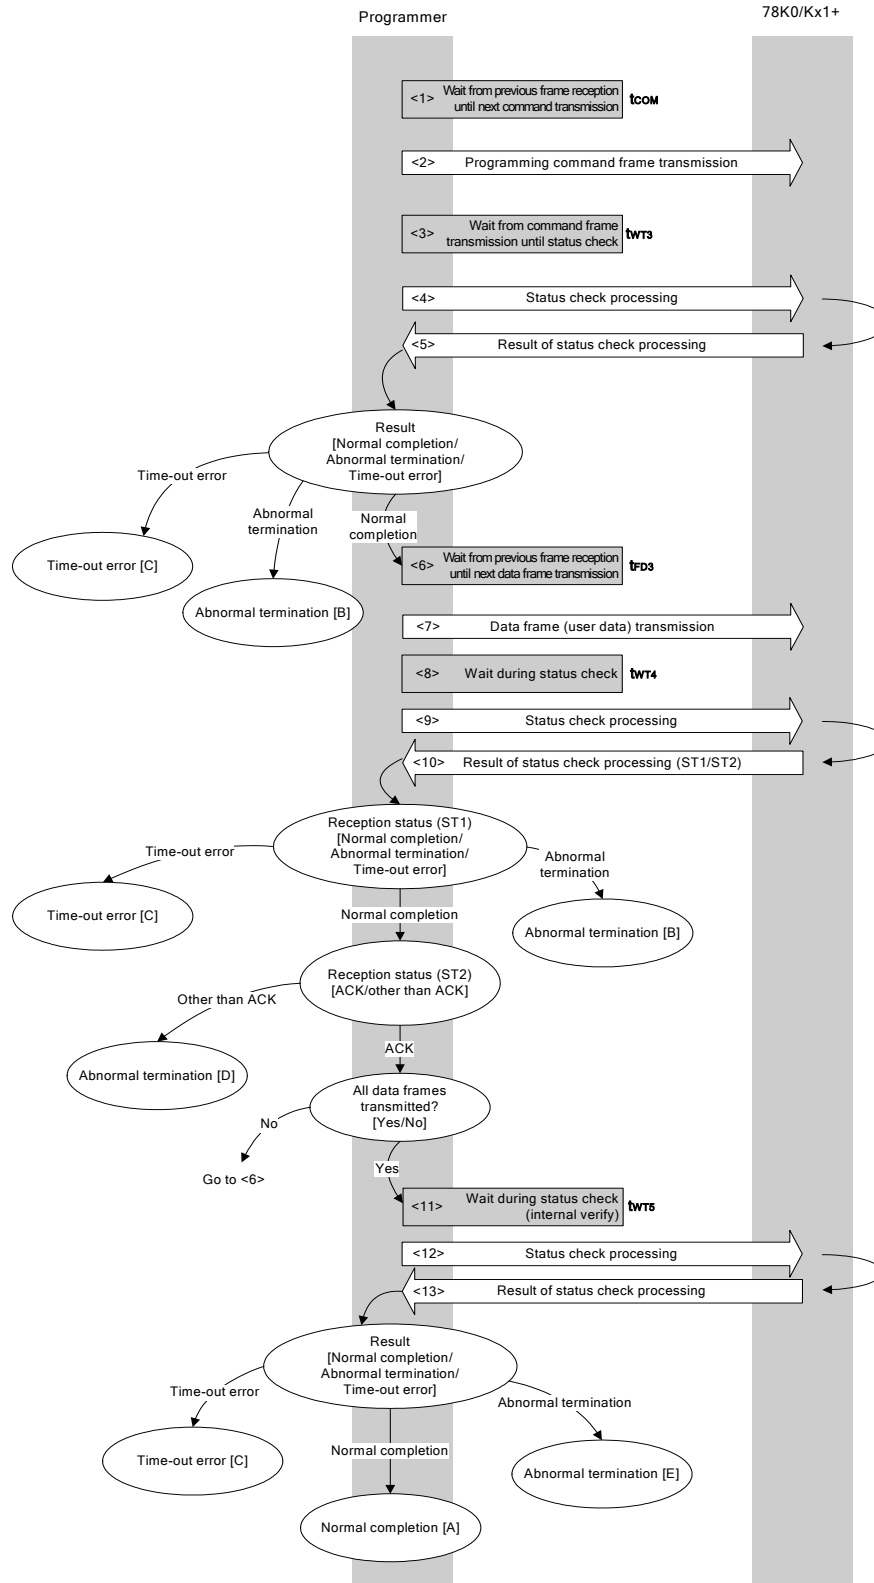 Programmer
78K0/Kx1+
<1> Wait from previous frame reception
until next command transmission
tCOM
<2> Programming command frame transmission
<3> Wait from command frame
transmission until status check
tWT3
<4> Status check processing
<5> Result of status check processing
Result
[Normal completion/
Abnormal termination/
Time-out error]
Time-out error
Abnormal
termination
Normal
completion
Time-out error [C]
Abnormal termination [B]
<6> Wait from previous frame reception
until next data frame transmission
tFD3
<7> Data frame (user data) transmission
<8> Wait during status check
tWT4
<9> Status check processing
<10> Result of status check processing (ST1/ST2)
Reception status (ST1)
[Normal completion/
Abnormal termination/
Time-out error]
Time-out error
Abnormal
termination
Time-out error [C]
Normal completion
Abnormal termination [B]
Reception status (ST2)
[ACK/other than ACK]
Other than ACK
ACK
Abnormal termination [D]
All data frames
transmitted?
[Yes/No]
No
Go to <6>
Yes
<11> Wait during status check
(internal verify)
tWT5
<12> Status check processing
<13> Result of status check processing
Result
[Normal completion/
Abnormal termination/
Time-out error]
Time-out error
Abnormal termination
Normal completion
Time-out error [C]
Abnormal termination [E]
Normal completion [A]